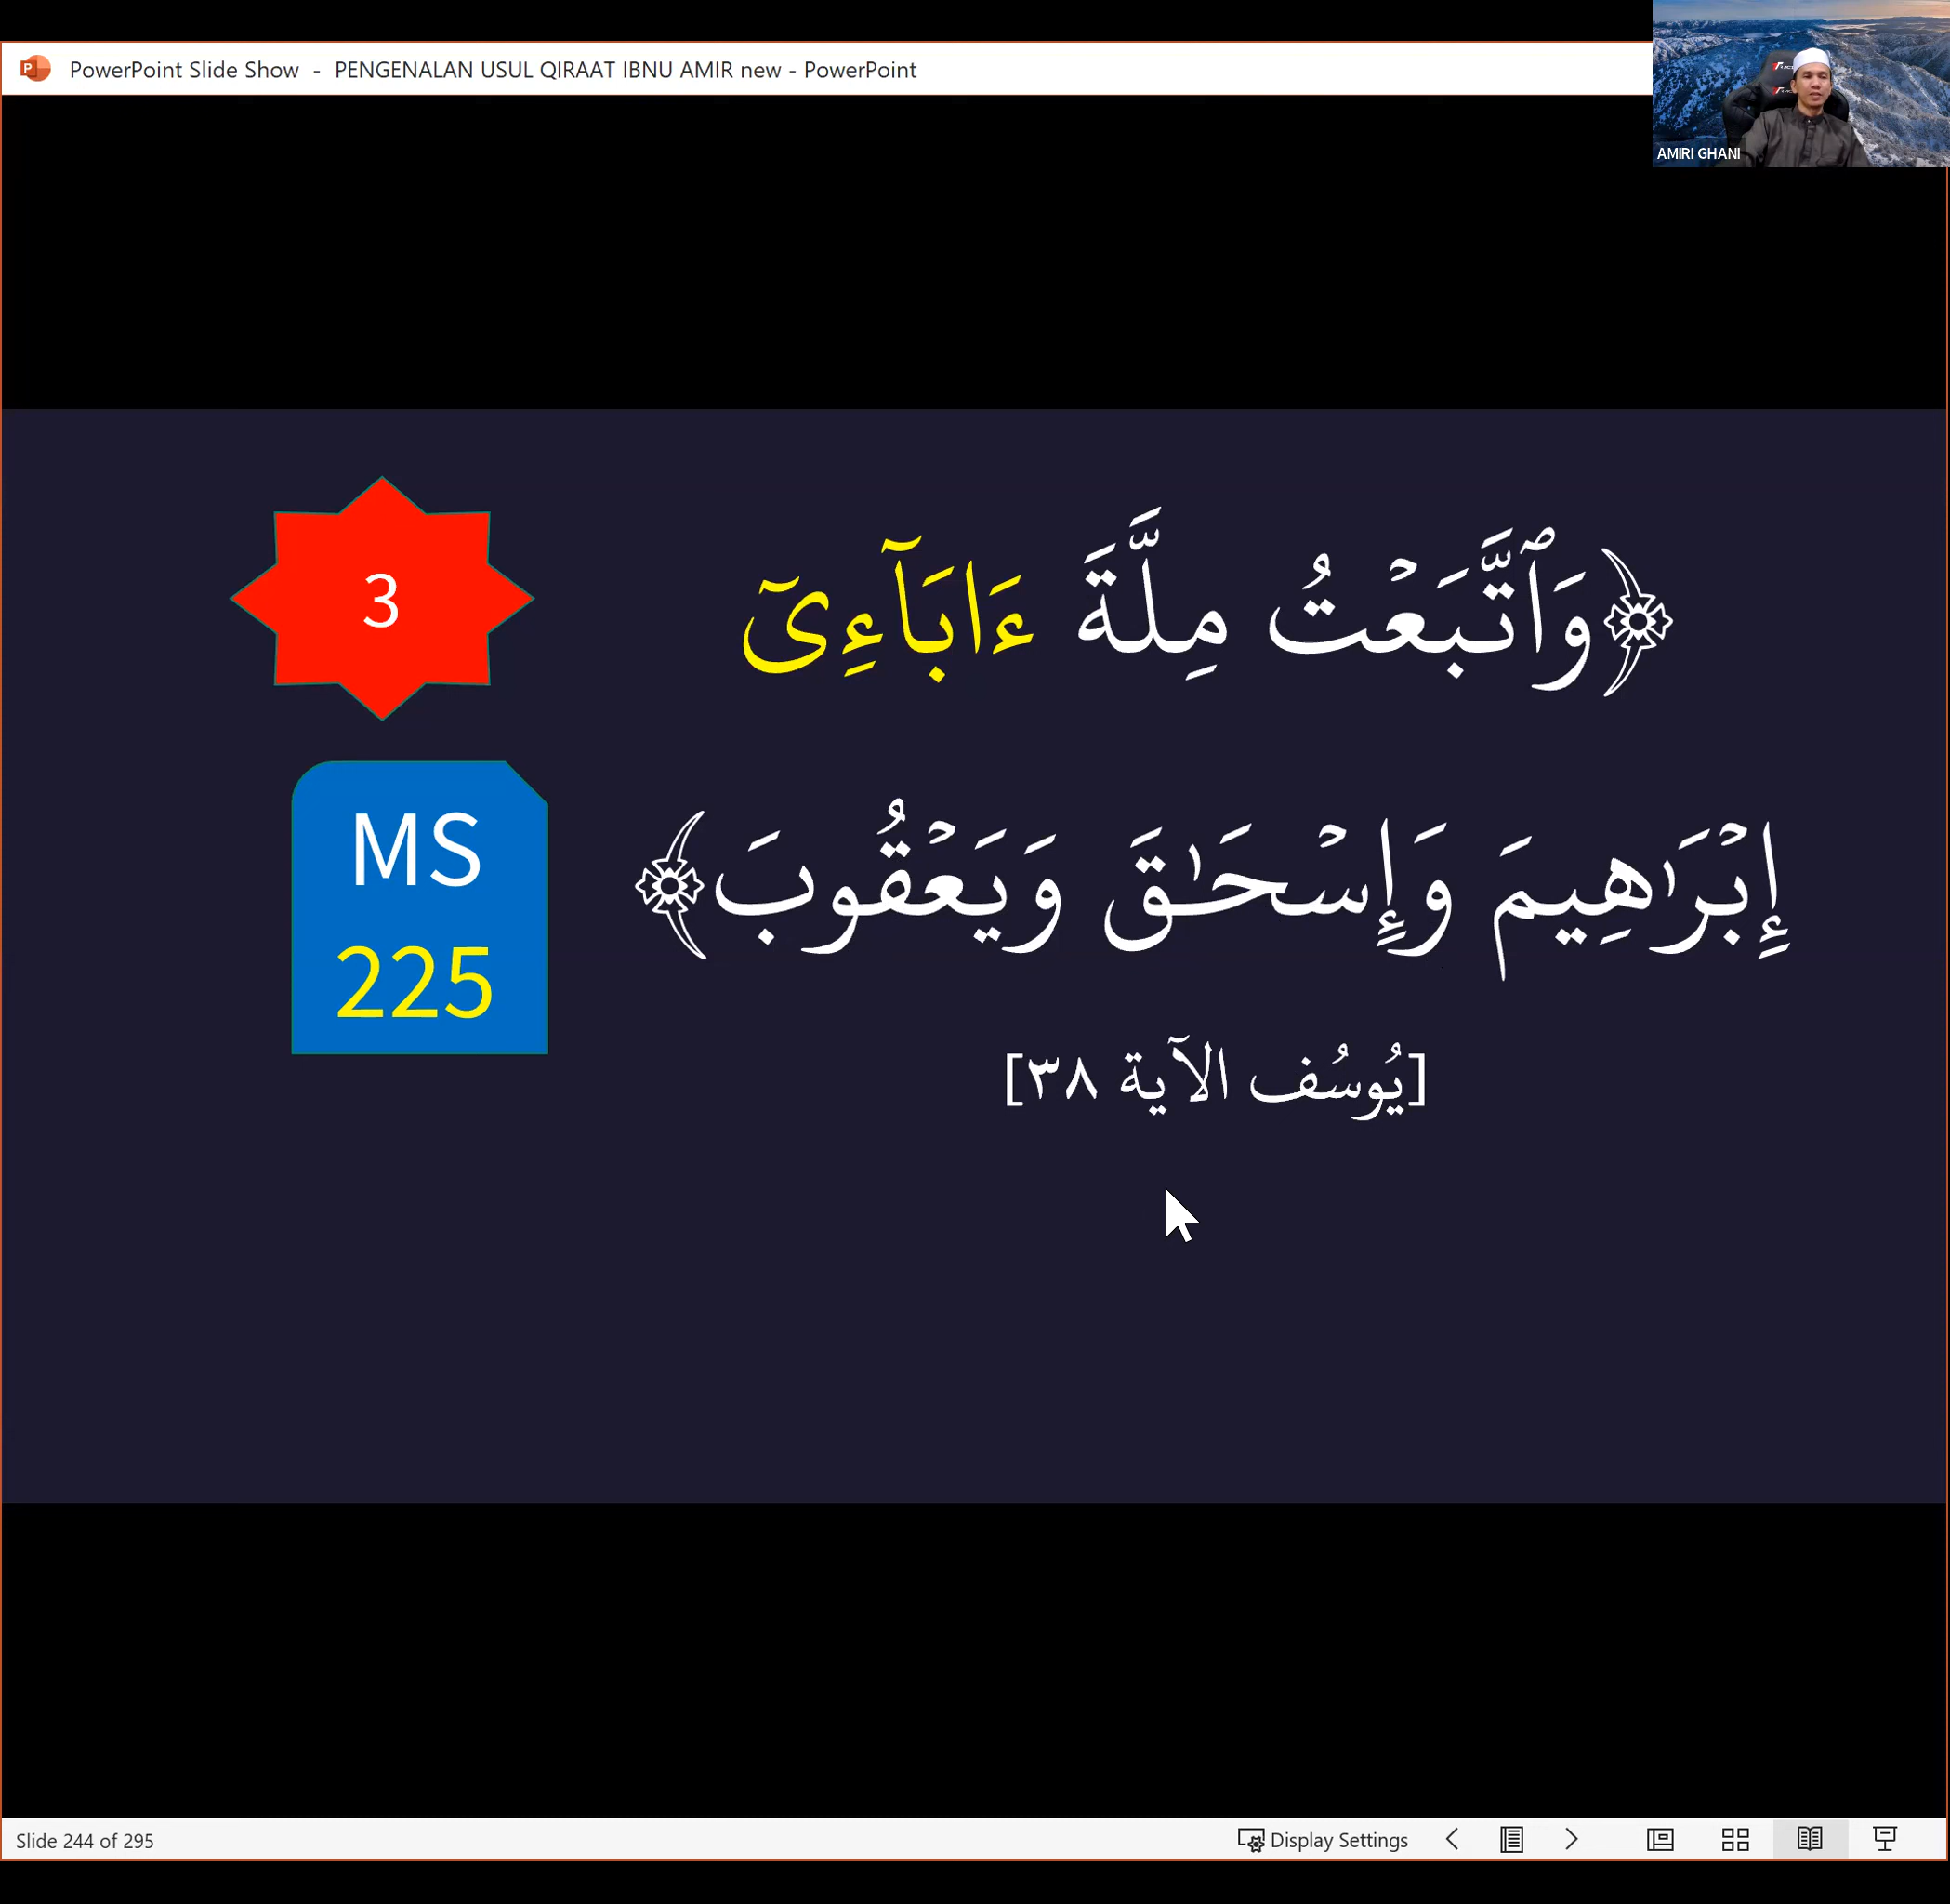 PowerPoint Slide Show - PENGENALAN USUL QIRAAT IBNU AMIR new - PowerPoint
AMIRI GHANI
3
﴿وَٱتَّبَعۡتُ مِلَّةَ ءَابَآءِيٓ
إِبۡرَٰهِيمَ وَإِسۡحَٰقَ وَيَعۡقُوبَ﴾
MS
225
[يُوسُف الآية ٣٨]
Slide 244 of 295
Display Settings